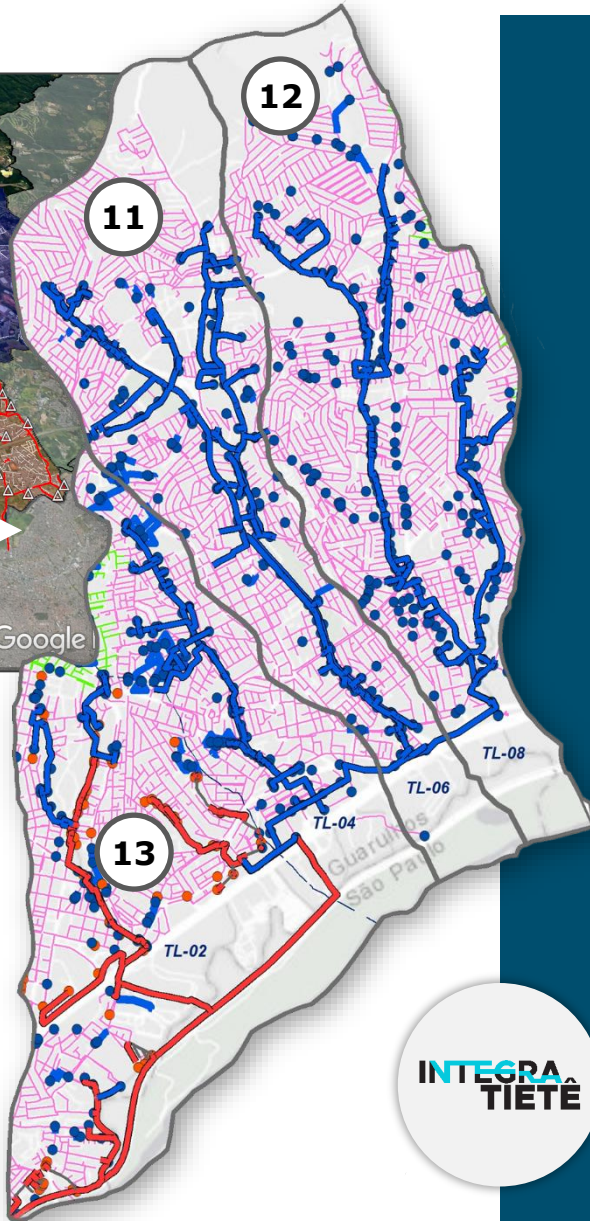 12
11
Google
TL-08
TL-06
TL-04
Guarulhos
São Paulo
13
TL-02
INTEGRA
TIETÊ